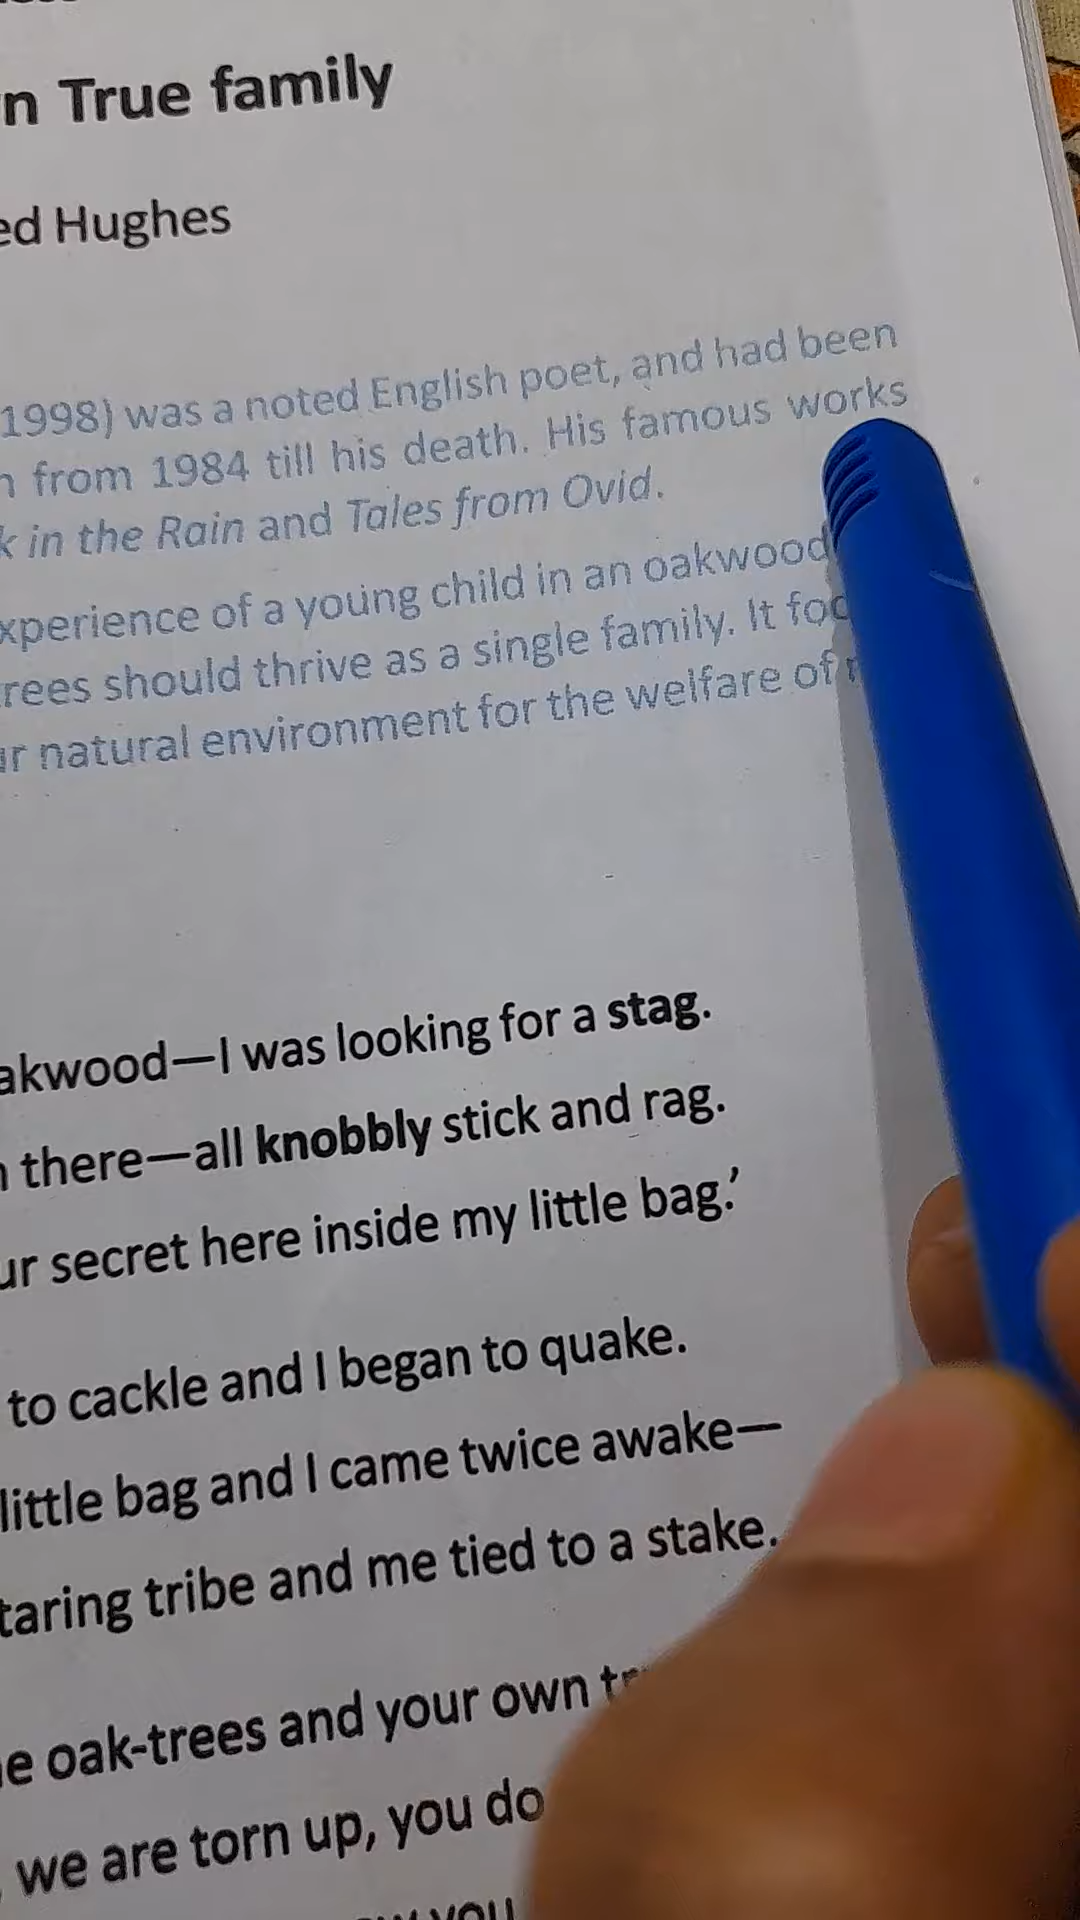 n True family
ed Hughes
1998) was a noted English poet, and had been
n from 1984 till his death. His famous works
k in the Rain and Tales from Ovid.
xperience of a young child in an oakwood
rees should thrive as a single family. It foc
ur natural environment for the welfare of
akwood—I was looking for a stag.
n there—all knobbly stick and rag.
ur secret here inside my little bag.’
to cackle and I began to quake.
little bag and I came twice awake—
taring tribe and me tied to a stake.
e oak-trees and your own
we are torn up, you do
you